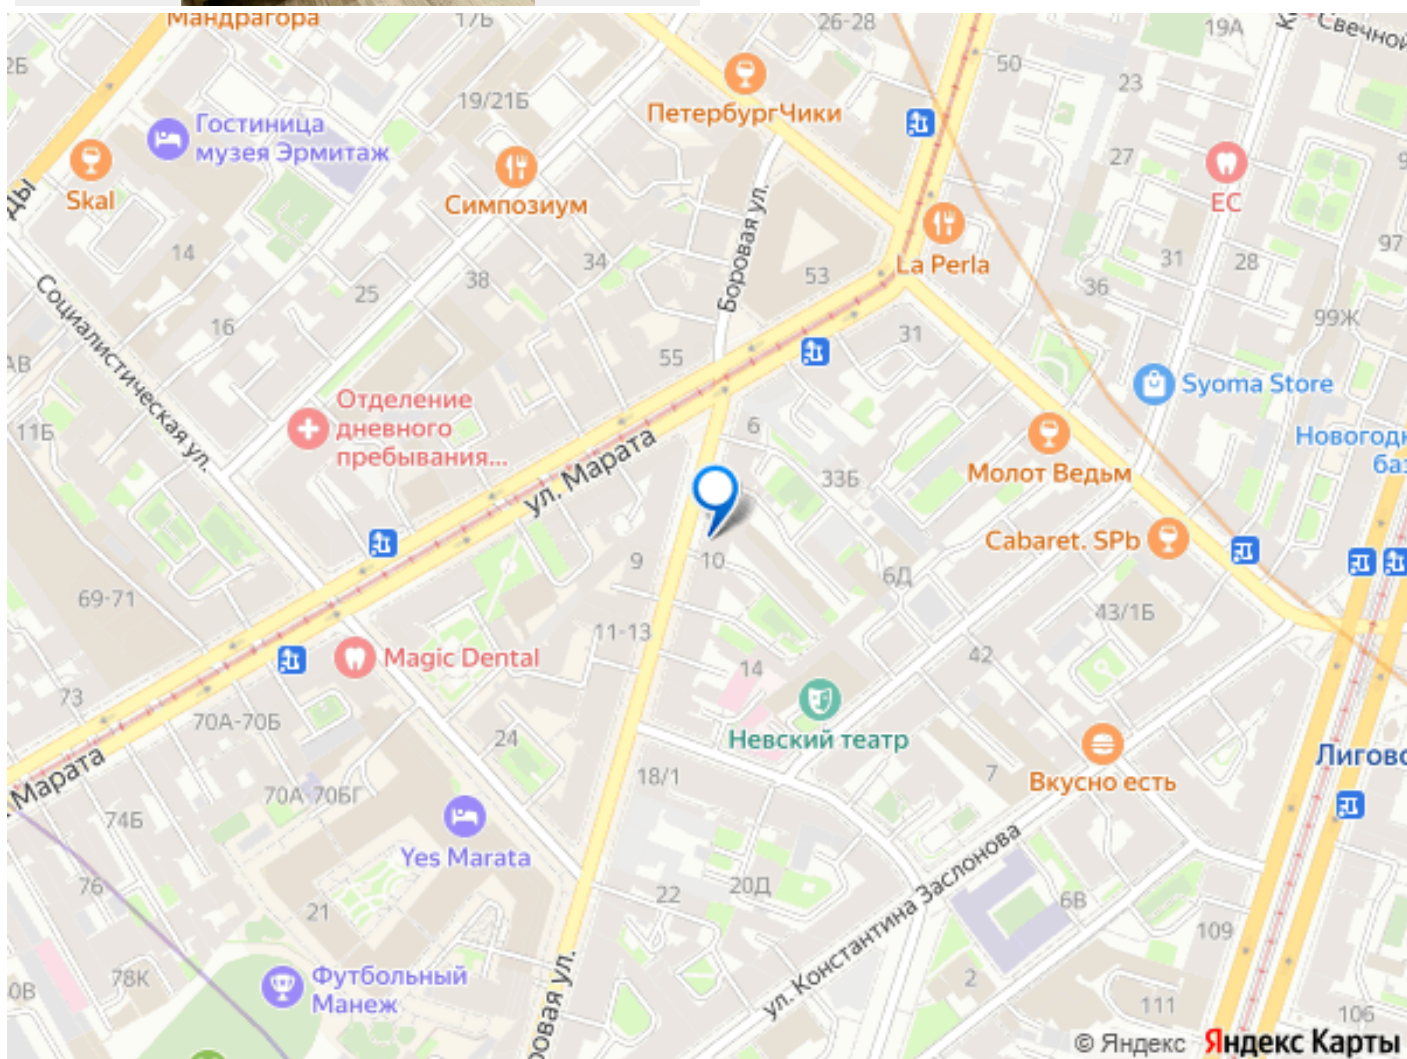 Мандрагора
17Б
26-28
19А
Свечной
50
23
ПетербургЧики
19/21Б
Гостиница
музея Эрмитаж
Skal
Симпозиум
27
ЕС
Боровая ул.
14
34
38
25
53
La Perla
31
28
97
36
99Ж
Социалистическая ул.
16
55
31
Syoma Store
Отделение
дневного
пребывания...
11Б
6
ул. Марата
33Б
Молот Ведьм
Cabaret. SPb
9
10
6Д
69-71
43/1Б
11-13
Magic Dental
42
14
73
70А-70Б
24
Невский театр
18/1
7
Вкусно есть
Марата
70А-70БГ
74Б
Yes Marata
76
22
20Д
ул. Константина Заслонова
6В
21
109
78К
Футбольный
Манеж
2
111
106
© Яндекс Яндекс Карты